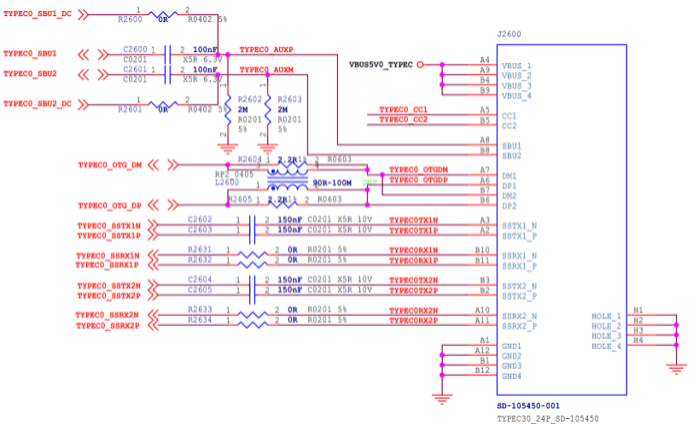 TYPEC0_SBU1_DC 1 2
R2600 0R R0402 5%
J2600
TYPEC0_SBU1 C2600 1 2 100nF TYPEC0_AUXP
C0201 X5R 6.3V
TYPEC0_SBU2 C2601 1 2 100nF TYPEC0_AUXM
C0201 X5R 6.3V
VBUS5V0_TYPEC A4 VBUS_1
A9 VBUS_2
B4 VBUS_3
B9 VBUS_4
TYPEC0_SBU2_DC 1 2
R2601 0R R0402 5%
1 R2602 1 R2603
2M 2M
R0201 R0201
5% 5%
2 2
TYPEC0_CC1 A5 CC1
TYPEC0_CC2 B5 CC2
A8 SBU1
B8 SBU2
TYPEC0_OTG_DM R2604 1 2.2R1% 2 R0603
RP2_0405
L2600 90R-100M
TYPEC0_OTGDM A7 DM1
TYPEC0_OTGDP A6 DP1
B7 DM2
B6 DP2
TYPEC0_OTG_DP R2605 1 2.2R1% 2 R0603
TYPEC0_SSTX1N C2602 1 2 150nF C0201 X5R 10V TYPEC0TX1N A3 SSTX1_N
TYPEC0_SSTX1P C2603 1 2 150nF C0201 X5R 10V TYPEC0TX1P A2 SSTX1_P
TYPEC0_SSRX1N R2631 1 2 0R R0201 5% TYPEC0RX1N B10 SSRX1_N
TYPEC0_SSRX1P R2632 1 2 0R R0201 5% TYPEC0RX1P B11 SSRX1_P
TYPEC0_SSTX2N C2604 1 2 150nF C0201 X5R 10V TYPEC0TX2N B3 SSTX2_N
TYPEC0_SSTX2P C2605 1 2 150nF C0201 X5R 10V TYPEC0TX2P B2 SSTX2_P
TYPEC0_SSRX2N R2633 1 2 0R R0201 5% TYPEC0RX2N A10 SSRX2_N
TYPEC0_SSRX2P R2634 1 2 0R R0201 5% TYPEC0RX2P A11 SSRX2_P
HOLE_1 H1
HOLE_2 H2
HOLE_3 H3
HOLE_4 H4
A1 GND1
A12 GND2
B1 GND3
B12 GND4
SD-105450-001
TYPEC30_24P_SD-105450